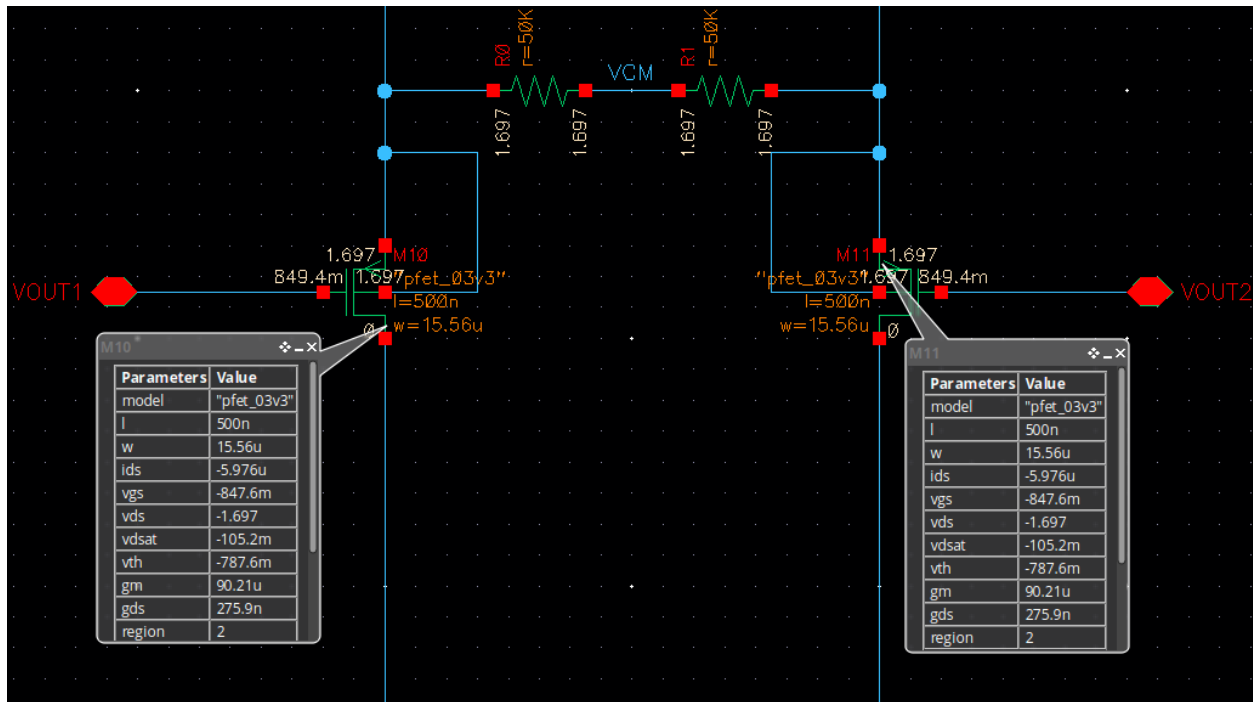 R0
r=50K
VCM
R1
r=50K
1.697
1.697
1.697
1.697
1.697
M10
M11
1.697
849.4m
1.697
"pfet_03v3"
"pfet_03v3"
1.697
849.4m
VOUT1
VOUT2
l=500n
l=500n
0
w=15.56u
w=15.56u
0
M10
Parameters Value
model "pfet_03v3"
l 500n
w 15.56u
ids -5.976u
vgs -847.6m
vds -1.697
vdsat -105.2m
vth -787.6m
gm 90.21u
gds 275.9n
region 2
M11
Parameters Value
model "pfet_03v3"
l 500n
w 15.56u
ids -5.976u
vgs -847.6m
vds -1.697
vdsat -105.2m
vth -787.6m
gm 90.21u
gds 275.9n
region 2